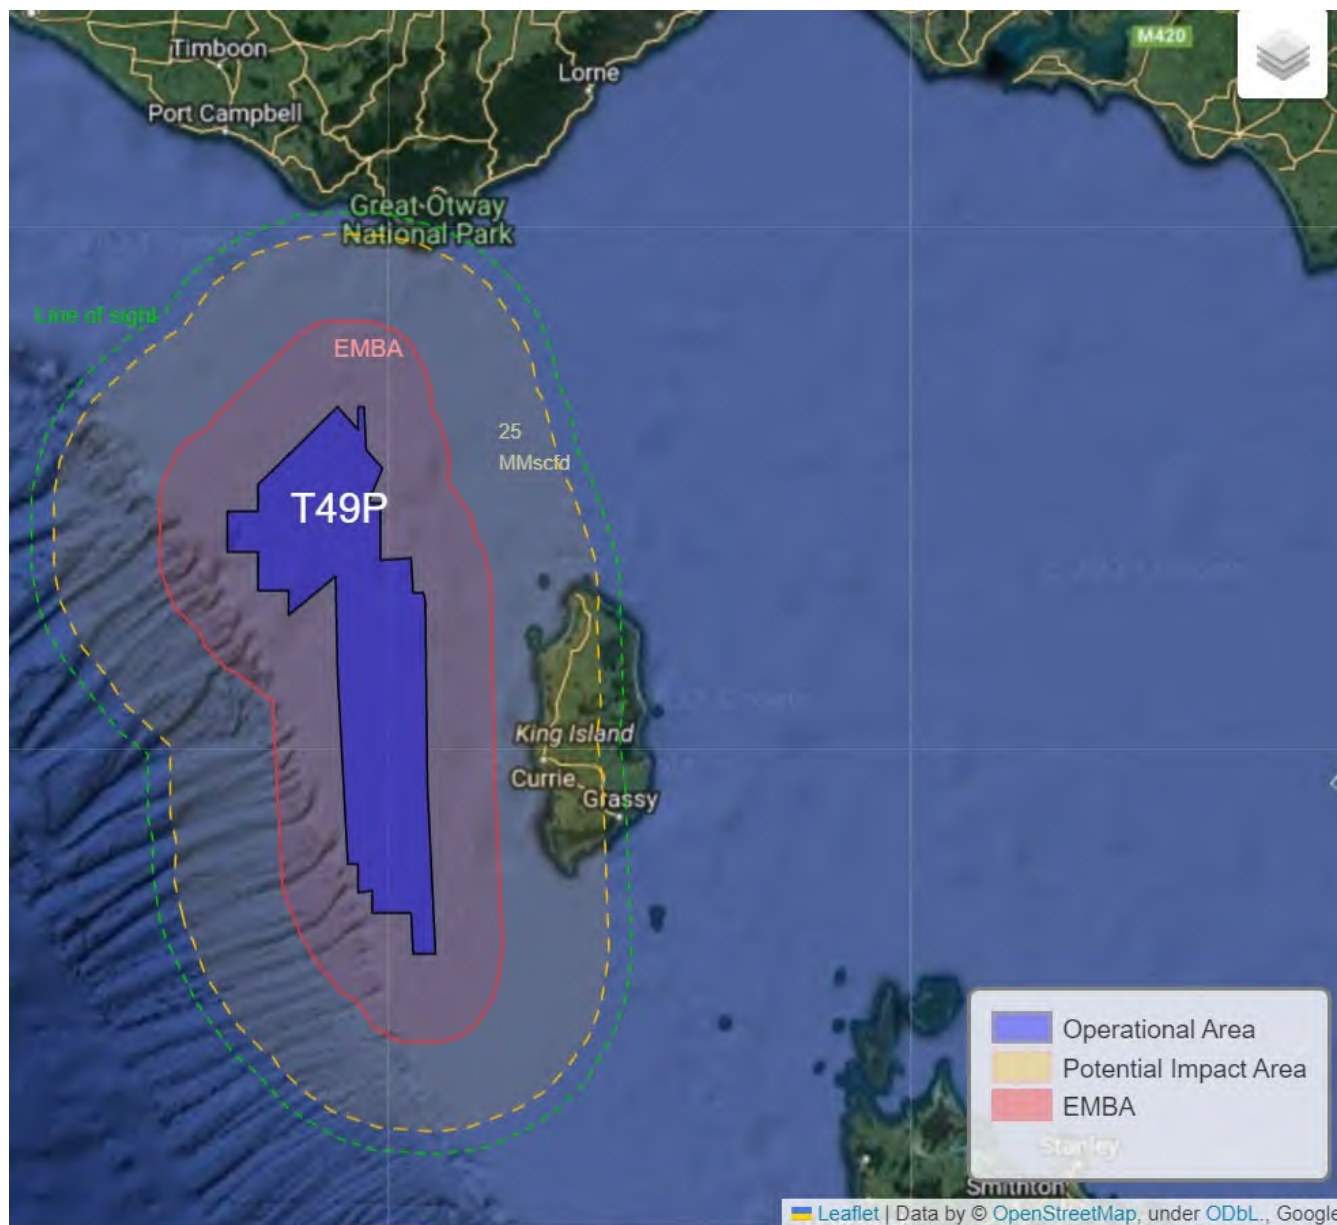 Timboon
M420
Lorne
Port Campbell
Great Otway
National Park
Line of sight
EMBA
25
MMscfd
T49P
King Island
Currie
Grassy
Operational Area
Potential Impact Area
EMBA
Stanley
Smithton
Leaflet | Data by © OpenStreetMap, under ODbL., Google